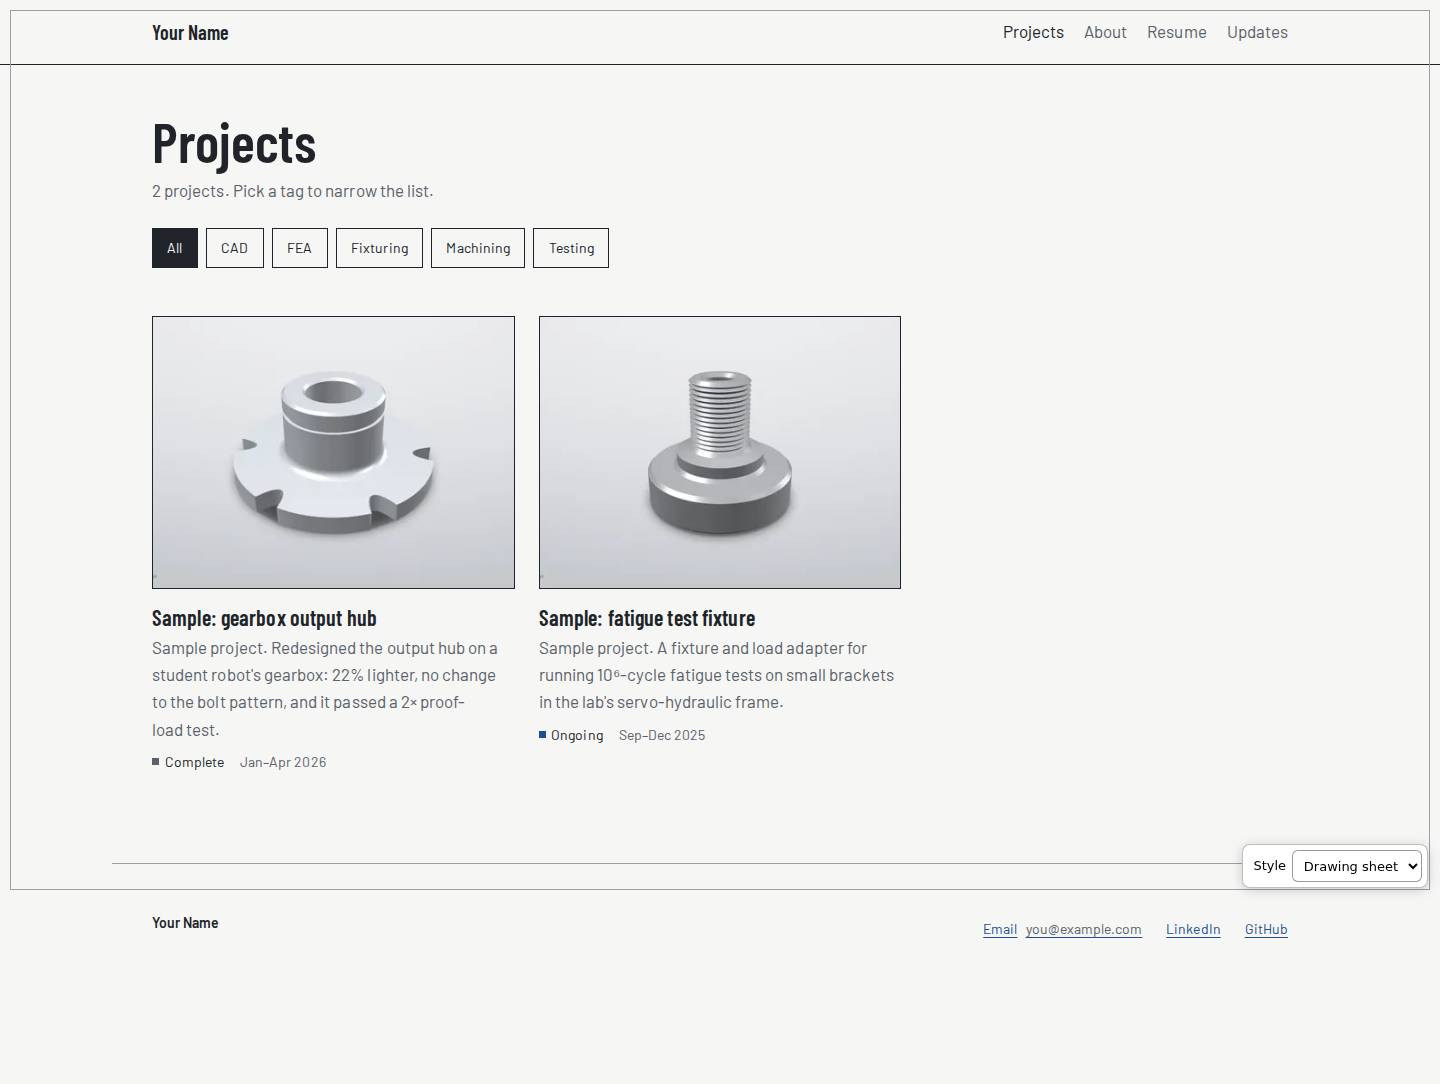 Your Name
Projects About Resume Updates
Projects
2 projects. Pick a tag to narrow the list.
All CAD FEA Fixturing Machining Testing
Sample: gearbox output hub
Sample project. Redesigned the output hub on a
student robot's gearbox: 22% lighter, no change
to the bolt pattern, and it passed a 2× proof-
load test.
Complete Jan–Apr 2026
Sample: fatigue test fixture
Sample project. A fixture and load adapter for
running 10⁶-cycle fatigue tests on small brackets
in the lab's servo-hydraulic frame.
Ongoing Sep–Dec 2025
Style Drawing sheet
Your Name
Email you@example.com LinkedIn GitHub